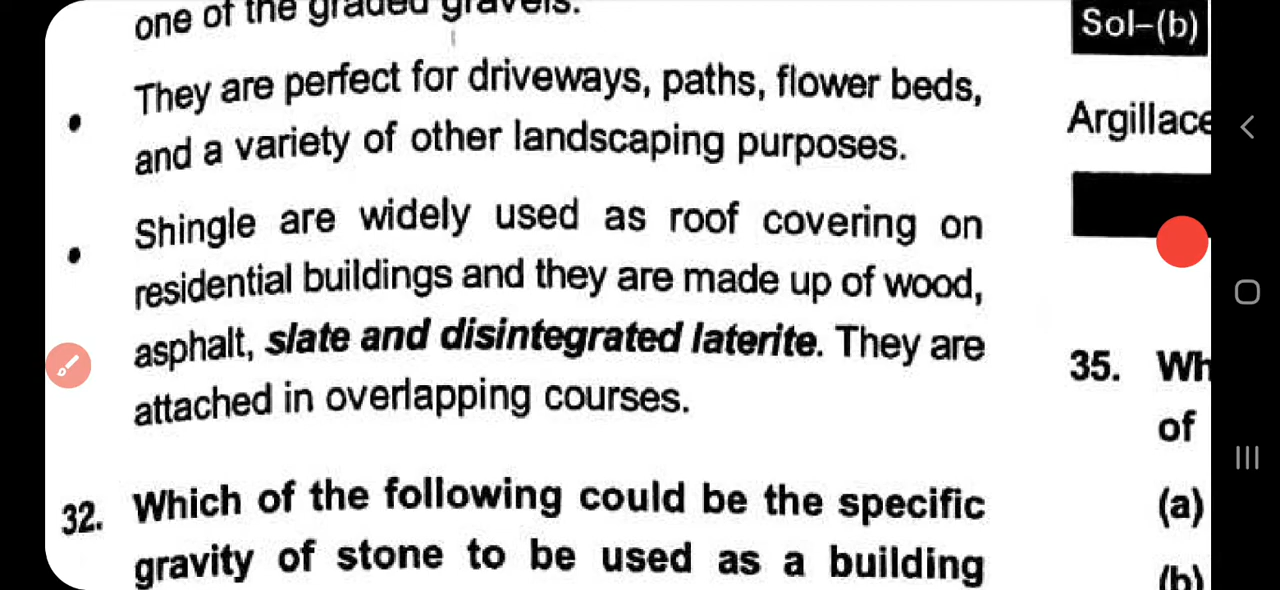 one of the graded gravels.
• They are perfect for driveways, paths, flower beds,
and a variety of other landscaping purposes.
• Shingle are widely used as roof covering on
residential buildings and they are made up of wood,
asphalt, slate and disintegrated laterite. They are
attached in overlapping courses.
32. Which of the following could be the specific
gravity of stone to be used as a building
Sol–(b)
Argillace
35. Wh
of
(a)
(b)